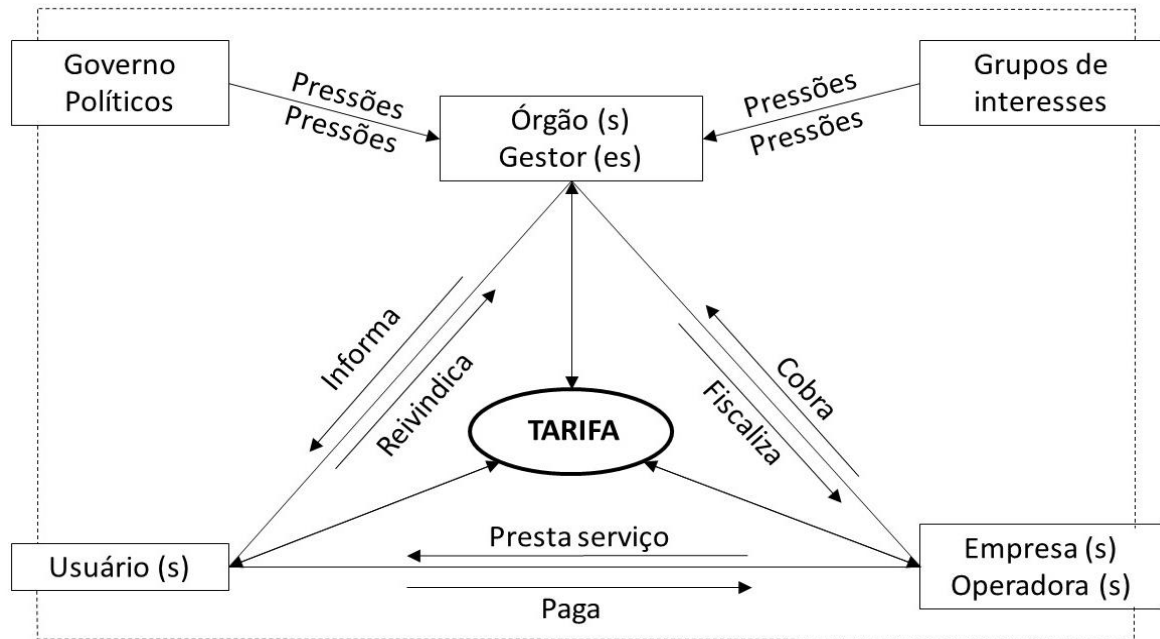 Governo
Políticos
Pressões
Pressões
Órgão (s)
Gestor (es)
Pressões
Pressões
Grupos de
interesses
Informa
Reivindica
TARIFA
Fiscaliza
Cobra
Usuário (s)
Presta serviço
Paga
Empresa (s)
Operadora (s)